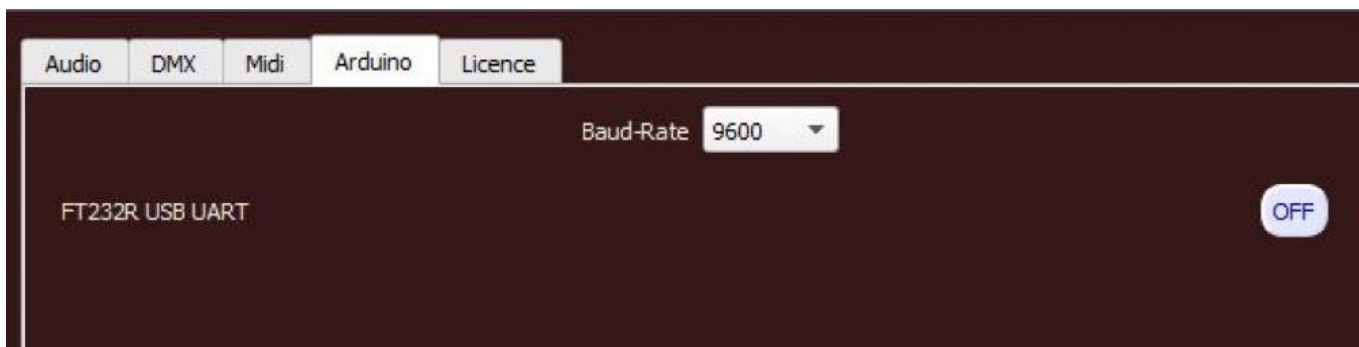 Audio DMX Midi Arduino Licence
Baud-Rate 9600
FT232R USB UART OFF